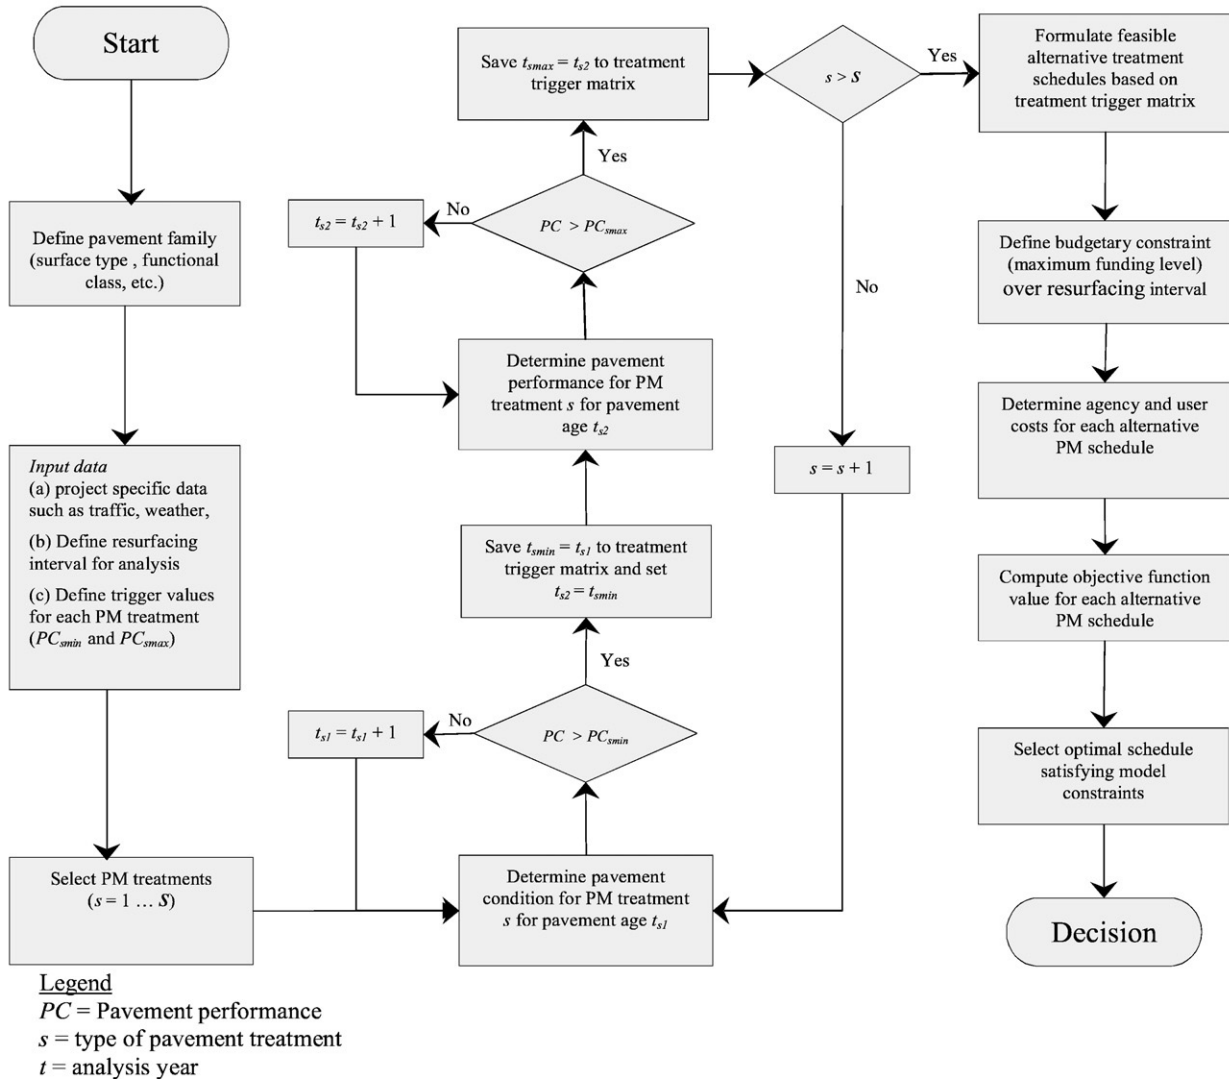 Start
Define pavement family
(surface type , functional
class, etc.)
Input data
(a) project specific data
such as traffic, weather,
(b) Define resurfacing
interval for analysis
(c) Define trigger values
for each PM treatment
(PCsmin and PCsmax)
Select PM treatments
(s = 1 ... S)
Determine pavement
condition for PM treatment
s for pavement age ts1
PC > PCsmin
No
ts1 = ts1 + 1
Yes
Save tsmin = ts1 to treatment
trigger matrix and set
ts2 = tsmin
Determine pavement
performance for PM
treatment s for pavement
age ts2
PC > PCsmax
No
ts2 = ts2 + 1
Yes
Save tsmax = ts2 to treatment
trigger matrix
s > S
No
s = s + 1
Yes
Formulate feasible
alternative treatment
schedules based on
treatment trigger matrix
Define budgetary constraint
(maximum funding level)
over resurfacing interval
Determine agency and user
costs for each alternative
PM schedule
Compute objective function
value for each alternative
PM schedule
Select optimal schedule
satisfying model
constraints
Decision
Legend
PC = Pavement performance
s = type of pavement treatment
t = analysis year